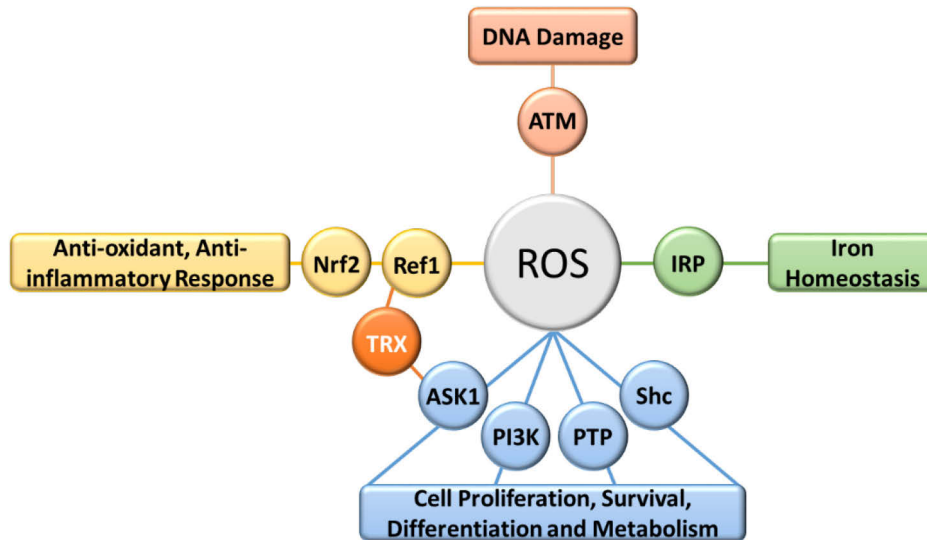 DNA Damage
ATM
Anti-oxidant, Anti-
inflammatory Response
Nrf2
Ref1
ROS
IRP
Iron
Homeostasis
TRX
ASK1
Shc
PI3K
PTP
Cell Proliferation, Survival,
Differentiation and Metabolism